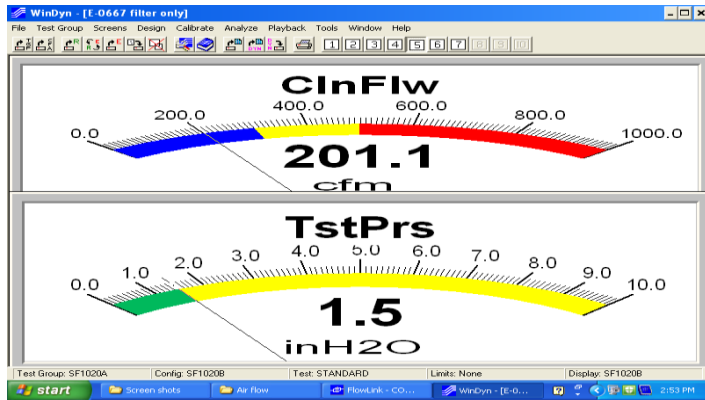 WinDyn - [E-0667 filter only]
File Test Group Screens Design Calibrate Analyze Playback Tools Window Help
1 2 3 4 5 6 7 8 9 10
ClnFlw
0.0 200.0 400.0 600.0 800.0 1000.0
201.1
cfm
TstPrs
0.0 1.0 2.0 3.0 4.0 5.0 6.0 7.0 8.0 9.0 10.0
1.5
inH2O
Test Group: SF1020A Config: SF1020B Test: STANDARD Limits: None Display: SF1020B
start Screen shots Air flow FlowLink - CO... WinDyn - [E-0... 2:53 PM